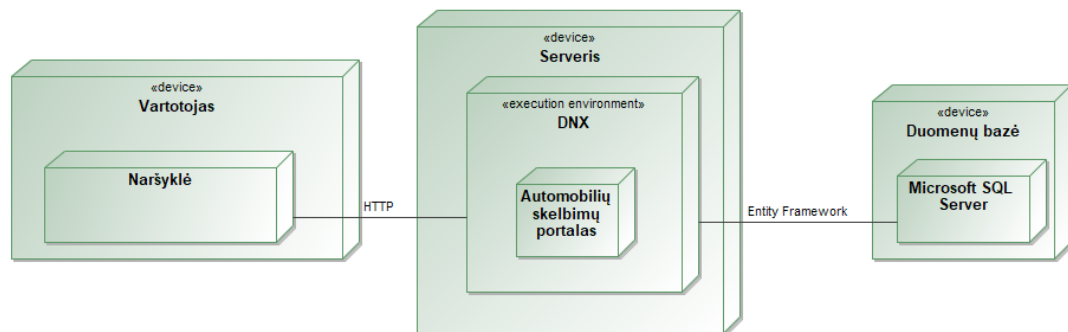 «device»
Vartotojas
Naršyklė
HTTP
«device»
Serveris
«execution environment»
DNX
Automobilių
skelbimų
portalas
Entity Framework
«device»
Duomenų bazė
Microsoft SQL
Server